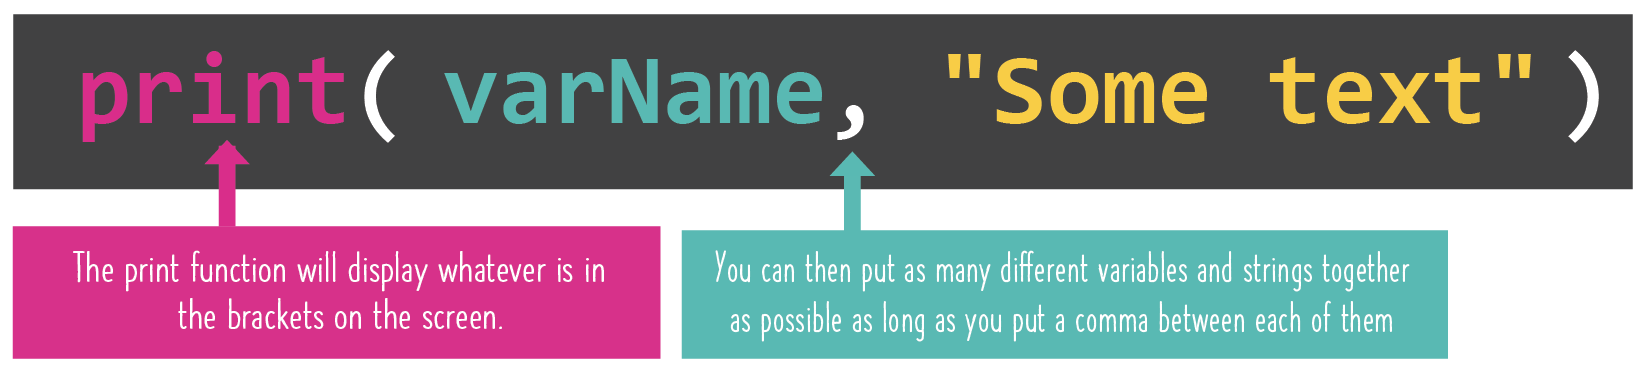 print( varName, "Some text" )
The print function will display whatever is in
the brackets on the screen.
You can then put as many different variables and strings together
as possible as long as you put a comma between each of them